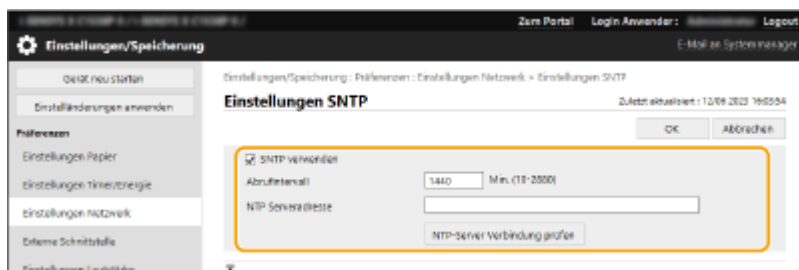 Zum Portal Login Anwender: Logout
Einstellungen/Speicherung
E-Mail an Systemmanager
Gerät neu starten
Einstelländerungen anwenden
Präferenzen
Einstellungen Papier
Einstellungen Timer/Energie
Einstellungen Netzwerk
Externe Schnittstelle
Einstellungen/Speicherung : Präferenzen : Einstellungen Netzwerk > Einstellungen SNTP
Einstellungen SNTP
Zuletzt aktualisiert : 12/06 2023 16:03:54
OK
Abbrechen
SNTP verwenden
Abrufintervall
1440
Min. (10-2880)
NTP Serveradresse
NTP-Server Verbindung prüfen